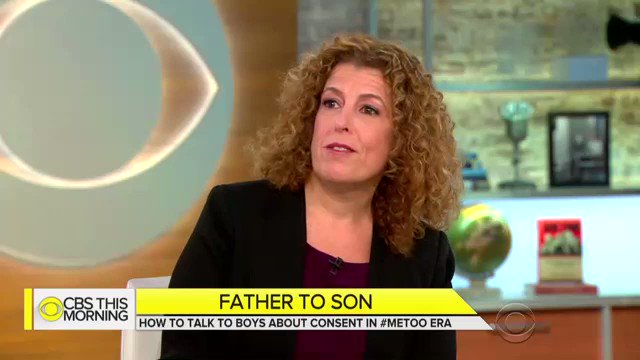 FATHER TO SON
CBS THIS
MORNING
HOW TO TALK TO BOYS ABOUT CONSENT IN #METOO ERA